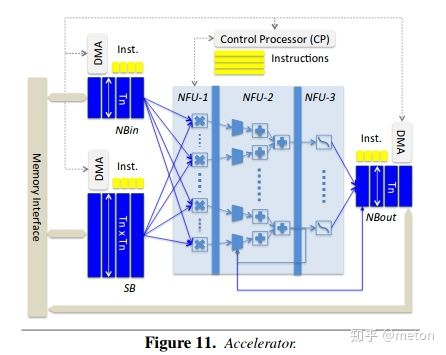 Control Processor (CP)
Instructions
DMA
Inst.
Tn
NBin
NFU-1
NFU-2
NFU-3
Memory Interface
DMA
Inst.
Tn x Tn
SB
Inst.
DMA
Tn
NBout
知乎 @meton
Figure 11. Accelerator.